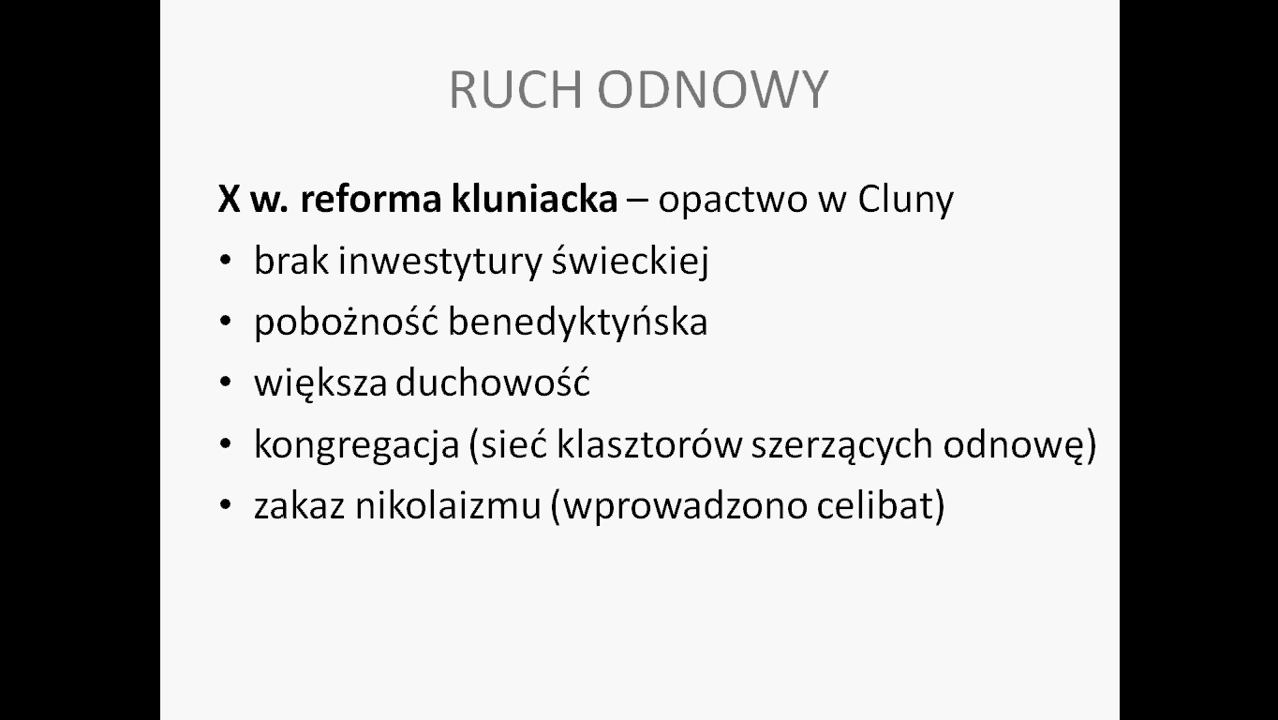 RUCH ODNOWY
X w. reforma kluniacka – opactwo w Cluny
• brak inwestytury świeckiej
• pobożność benedyktyńska
• większa duchowość
• kongregacja (sieć klasztorów szerzących odnowę)
• zakaz nikolaizmu (wprowadzono celibat)